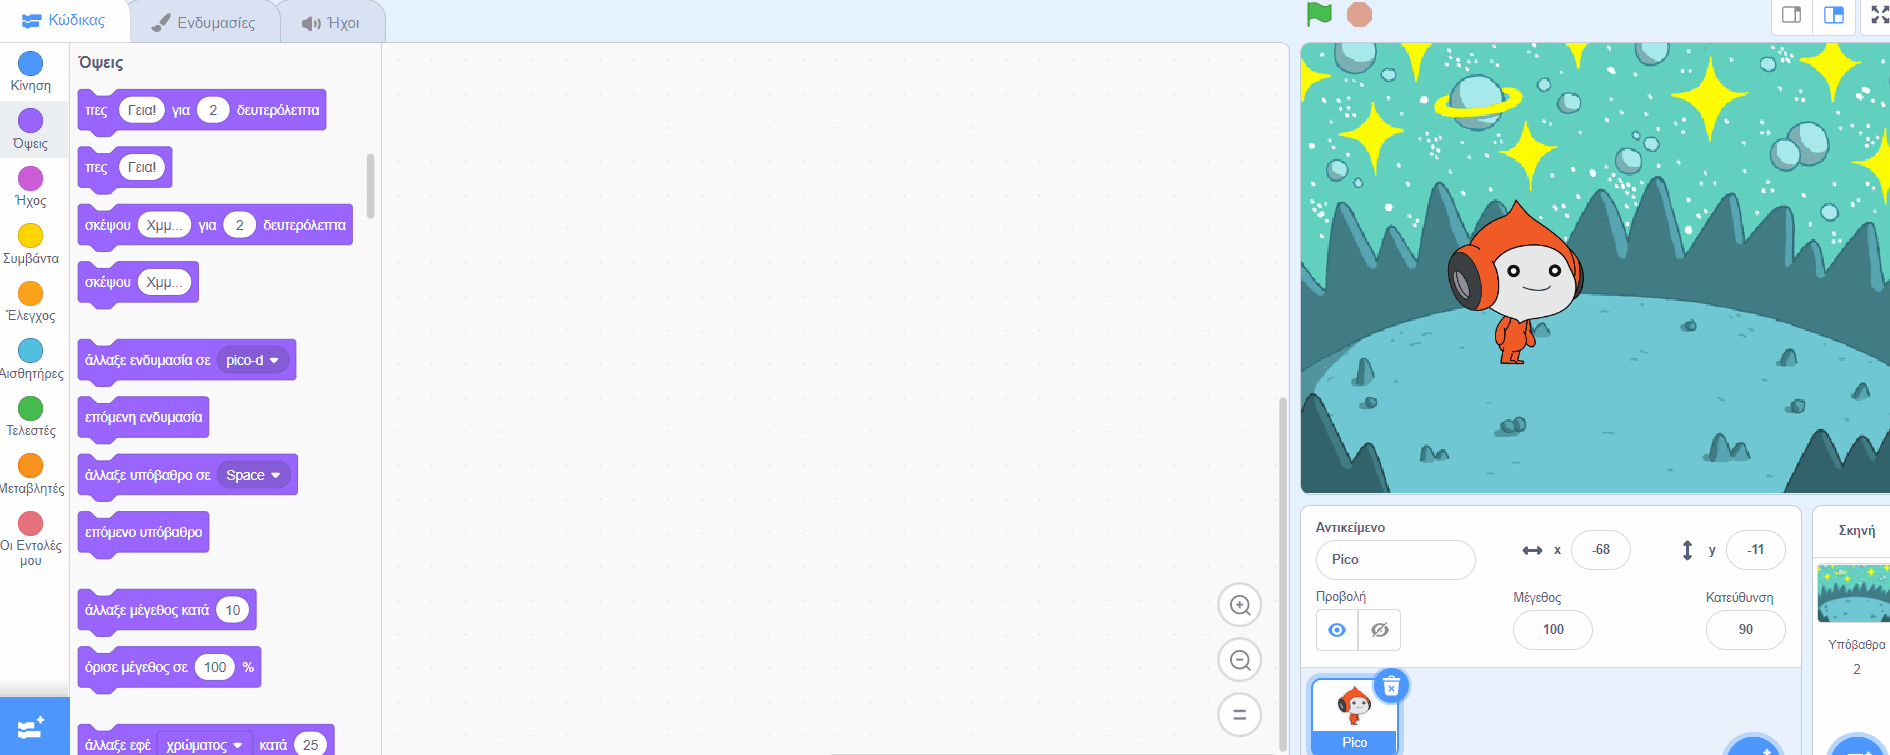 Κώδικας
Ενδυμασίες
Ήχοι
Κίνηση
Όψεις
Ήχος
Συμβάντα
Έλεγχος
Αισθητήρες
Τελεστές
Μεταβλητές
Οι Εντολές
μου
Όψεις
πες Γεια! για 2 δευτερόλεπτα
πες Γεια!
σκέψου Χμμ... για 2 δευτερόλεπτα
σκέψου Χμμ...
άλλαξε ενδυμασία σε pico-d
επόμενη ενδυμασία
άλλαξε υπόβαθρο σε Space
επόμενο υπόβαθρο
άλλαξε μέγεθος κατά 10
όρισε μέγεθος σε 100 %
άλλαξε εφέ χρώματος κατά 25
Αντικείμενο
Pico
x -68
y -11
Προβολή
Μέγεθος
100
Κατεύθυνση
90
Pico
Σκηνή
Υπόβαθρα
2